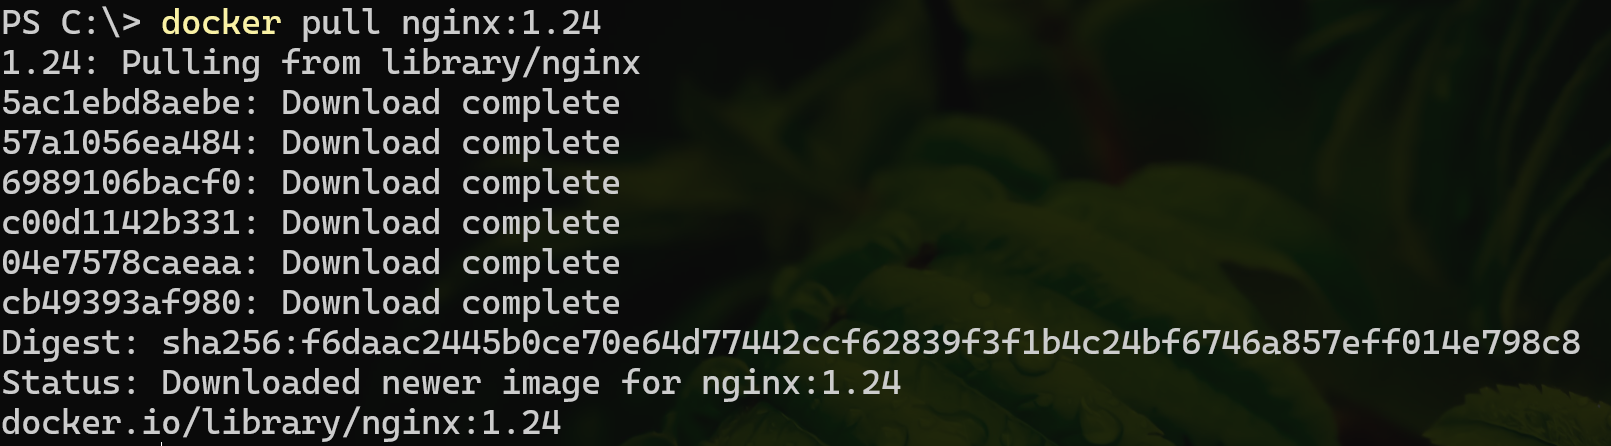 PS C:\> docker pull nginx:1.24
1.24: Pulling from library/nginx
5ac1ebd8aebe: Download complete
57a1056ea484: Download complete
6989106bacf0: Download complete
c00d1142b331: Download complete
04e7578caeaa: Download complete
cb49393af980: Download complete
Digest: sha256:f6daac2445b0ce70e64d77442ccf62839f3f1b4c24bf6746a857eff014e798c8
Status: Downloaded newer image for nginx:1.24
docker.io/library/nginx:1.24